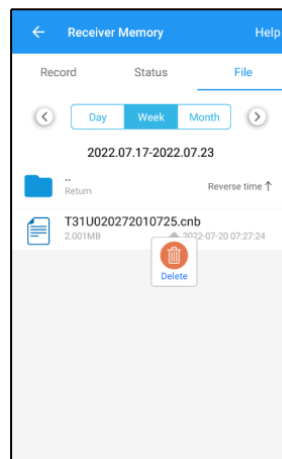 ← Receiver Memory Help
Record Status File
Day Week Month
2022.07.17-2022.07.23
..
Return Reverse time ↑
T31U020272010725.cnb
2.001MB 2022-07-20 07:27:24
Delete